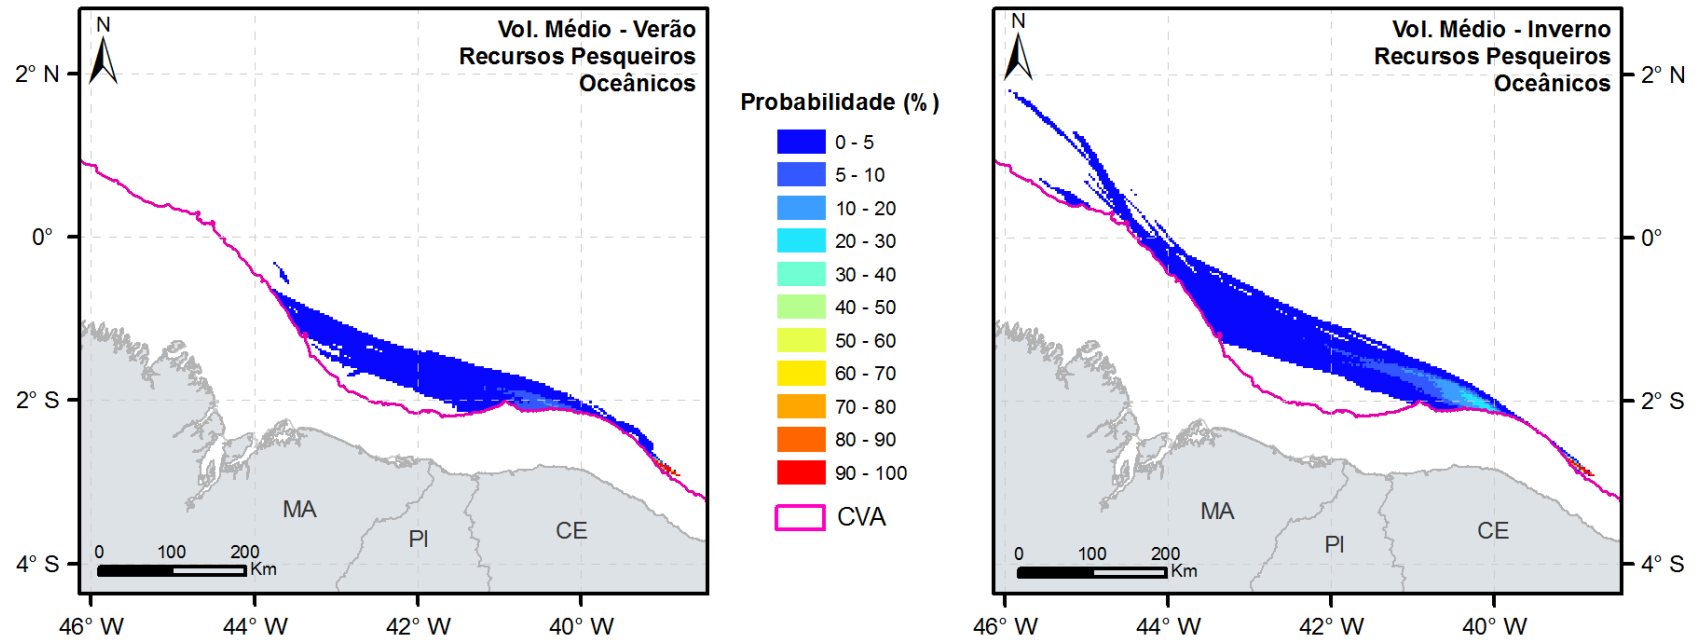 N
Vol. Médio - Verão
Recursos Pesqueiros
Oceânicos
2° N
0°
2° S
4° S
MA
PI
CE
0 100 200
Km
46° W 44° W 42° W 40° W
Probabilidade (%)
0 - 5
5 - 10
10 - 20
20 - 30
30 - 40
40 - 50
50 - 60
60 - 70
70 - 80
80 - 90
90 - 100
CVA
N
Vol. Médio - Inverno
Recursos Pesqueiros
Oceânicos
2° N
0°
2° S
4° S
MA
PI
CE
0 100 200
Km
46° W 44° W 42° W 40° W